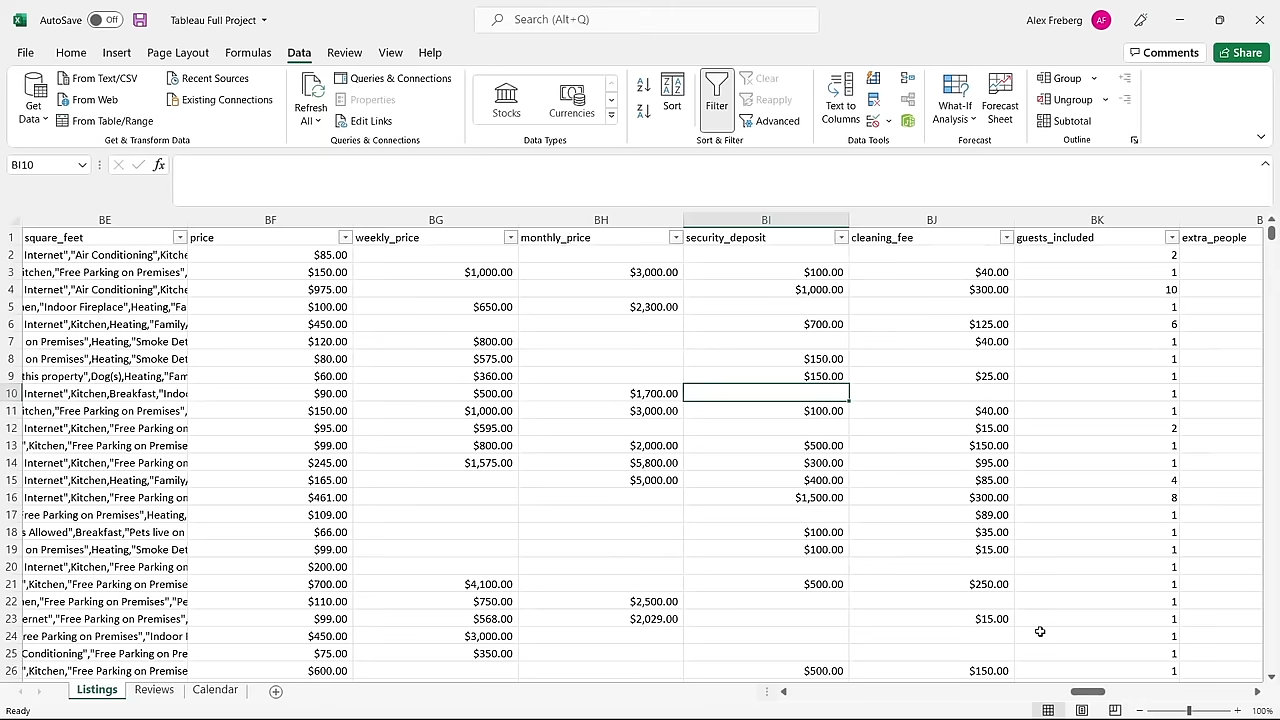 AutoSave Off Tableau Full Project Search (Alt+Q) Alex Freberg AF
File Home Insert Page Layout Formulas Data Review View Help Comments Share
Get Data From Text/CSV From Web From Table/Range Recent Sources Existing Connections
Refresh All Queries & Connections Properties Edit Links
Stocks Currencies
Sort Filter Clear Reapply Advanced
Text to Columns
What-If Analysis Forecast Sheet
Group Ungroup Subtotal
Get & Transform Data Queries & Connections Data Types Sort & Filter Data Tools Forecast Outline
BI10 fx
BE BF BG BH BI BJ BK B
1 square_feet price weekly_price monthly_price security_deposit cleaning_fee guests_included extra_people
2 Internet","Air Conditioning",Kitche $85.00 2
3 itchen,"Free Parking on Premises", $150.00 $1,000.00 $3,000.00 $100.00 $40.00 1
4 Internet","Air Conditioning",Kitche $975.00 $1,000.00 $300.00 10
5 en,"Indoor Fireplace",Heating,"Fa $100.00 $650.00 $2,300.00 1
6 Internet",Kitchen,Heating,"Family/ $450.00 $700.00 $125.00 6
7 on Premises",Heating,"Smoke Det $120.00 $800.00 $40.00 1
8 on Premises",Heating,"Smoke Det $80.00 $575.00 $150.00 1
9 this property",Dog(s),Heating,"Fam $60.00 $360.00 $150.00 $25.00 1
10 Internet",Kitchen,Breakfast,"Indoo $90.00 $500.00 $1,700.00 1
11 itchen,"Free Parking on Premises", $150.00 $1,000.00 $3,000.00 $100.00 $40.00 1
12 Internet",Kitchen,"Free Parking on $95.00 $595.00 $15.00 2
13 ",Kitchen,"Free Parking on Premise $99.00 $800.00 $2,000.00 $500.00 $150.00 1
14 Internet",Kitchen,"Free Parking on $245.00 $1,575.00 $5,800.00 $300.00 $95.00 1
15 Internet",Kitchen,Heating,"Family/ $165.00 $5,000.00 $400.00 $85.00 4
16 Internet",Kitchen,"Free Parking on $461.00 $1,500.00 $300.00 8
17 Free Parking on Premises",Heating, $109.00 $89.00 1
18 s Allowed",Breakfast,"Pets live on $66.00 $100.00 $35.00 1
19 on Premises",Heating,"Smoke Det $99.00 $100.00 $15.00 1
20 Internet",Kitchen,"Free Parking on $200.00 1
21 ",Kitchen,"Free Parking on Premise $700.00 $4,100.00 $500.00 $250.00 1
22 en,"Free Parking on Premises","Pe $110.00 $750.00 $2,500.00 1
23 ernet","Free Parking on Premises", $99.00 $568.00 $2,029.00 $15.00 1
24 ree Parking on Premises","Indoor I $450.00 $3,000.00 1
25 Conditioning","Free Parking on Pre $75.00 $350.00 1
26 ",Kitchen,"Free Parking on Premise $600.00 $500.00 $150.00 1
Listings Reviews Calendar
Ready 100%